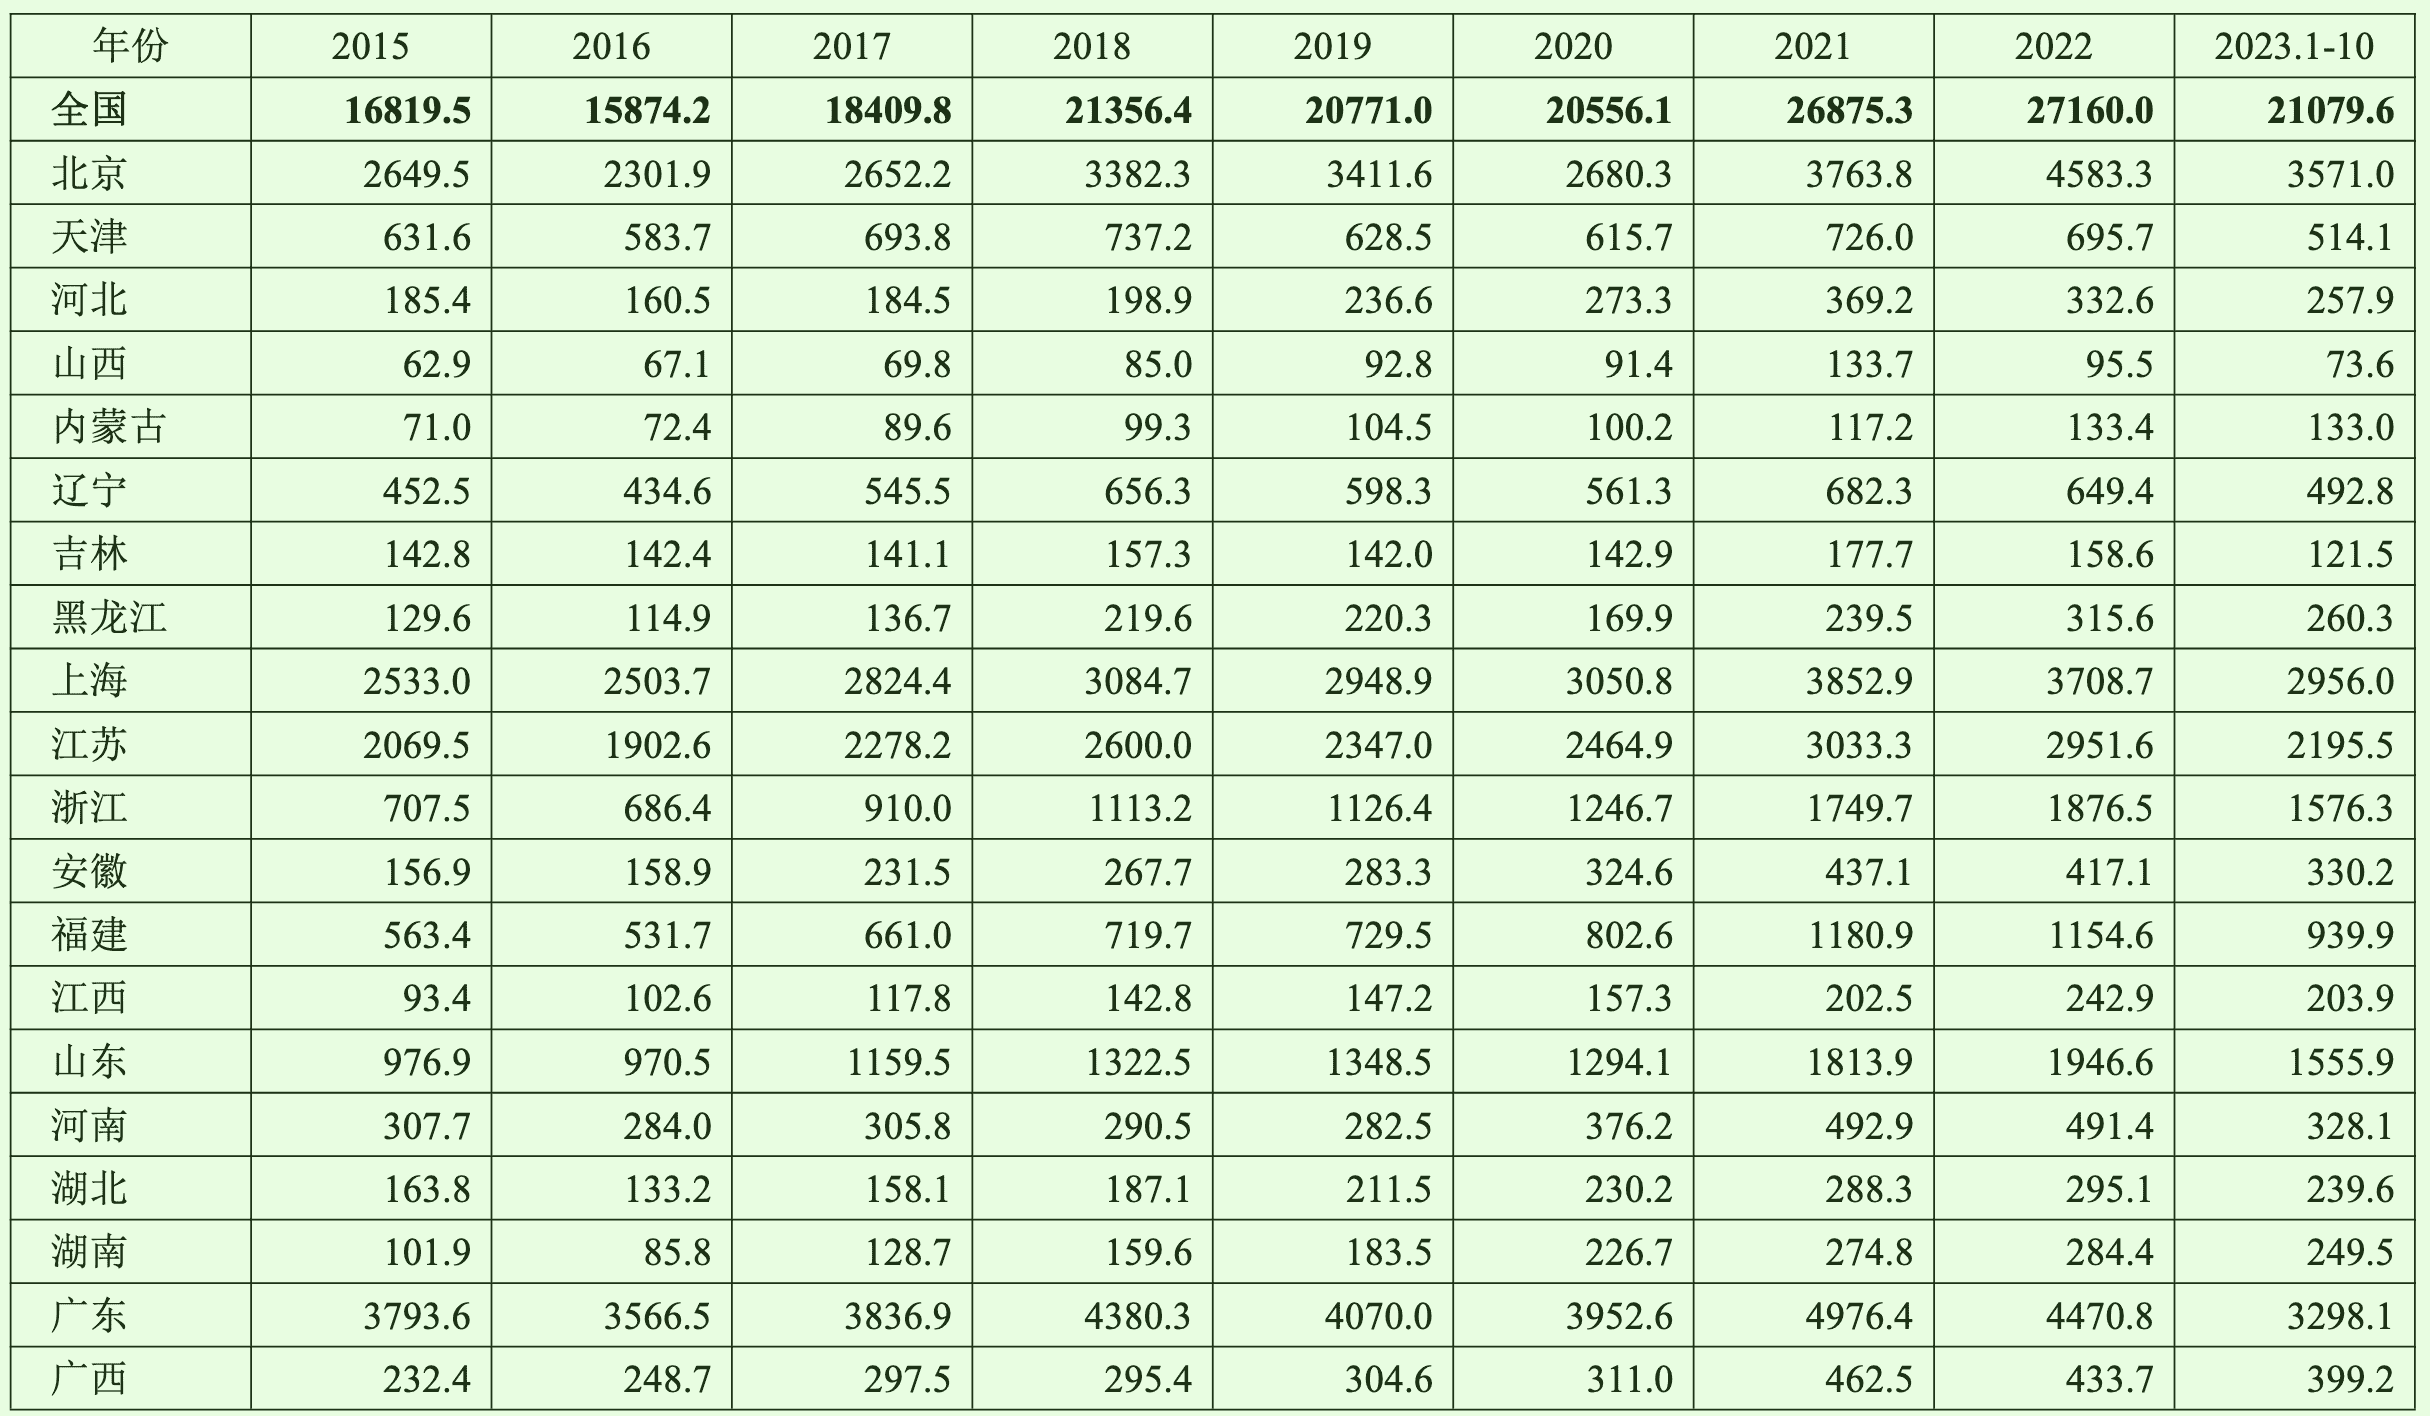 年份 2015 2016 2017 2018 2019 2020 2021 2022 2023.1-10
全国 16819.5 15874.2 18409.8 21356.4 20771.0 20556.1 26875.3 27160.0 21079.6
北京 2649.5 2301.9 2652.2 3382.3 3411.6 2680.3 3763.8 4583.3 3571.0
天津 631.6 583.7 693.8 737.2 628.5 615.7 726.0 695.7 514.1
河北 185.4 160.5 184.5 198.9 236.6 273.3 369.2 332.6 257.9
山西 62.9 67.1 69.8 85.0 92.8 91.4 133.7 95.5 73.6
内蒙古 71.0 72.4 89.6 99.3 104.5 100.2 117.2 133.4 133.0
辽宁 452.5 434.6 545.5 656.3 598.3 561.3 682.3 649.4 492.8
吉林 142.8 142.4 141.1 157.3 142.0 142.9 177.7 158.6 121.5
黑龙江 129.6 114.9 136.7 219.6 220.3 169.9 239.5 315.6 260.3
上海 2533.0 2503.7 2824.4 3084.7 2948.9 3050.8 3852.9 3708.7 2956.0
江苏 2069.5 1902.6 2278.2 2600.0 2347.0 2464.9 3033.3 2951.6 2195.5
浙江 707.5 686.4 910.0 1113.2 1126.4 1246.7 1749.7 1876.5 1576.3
安徽 156.9 158.9 231.5 267.7 283.3 324.6 437.1 417.1 330.2
福建 563.4 531.7 661.0 719.7 729.5 802.6 1180.9 1154.6 939.9
江西 93.4 102.6 117.8 142.8 147.2 157.3 202.5 242.9 203.9
山东 976.9 970.5 1159.5 1322.5 1348.5 1294.1 1813.9 1946.6 1555.9
河南 307.7 284.0 305.8 290.5 282.5 376.2 492.9 491.4 328.1
湖北 163.8 133.2 158.1 187.1 211.5 230.2 288.3 295.1 239.6
湖南 101.9 85.8 128.7 159.6 183.5 226.7 274.8 284.4 249.5
广东 3793.6 3566.5 3836.9 4380.3 4070.0 3952.6 4976.4 4470.8 3298.1
广西 232.4 248.7 297.5 295.4 304.6 311.0 462.5 433.7 399.2